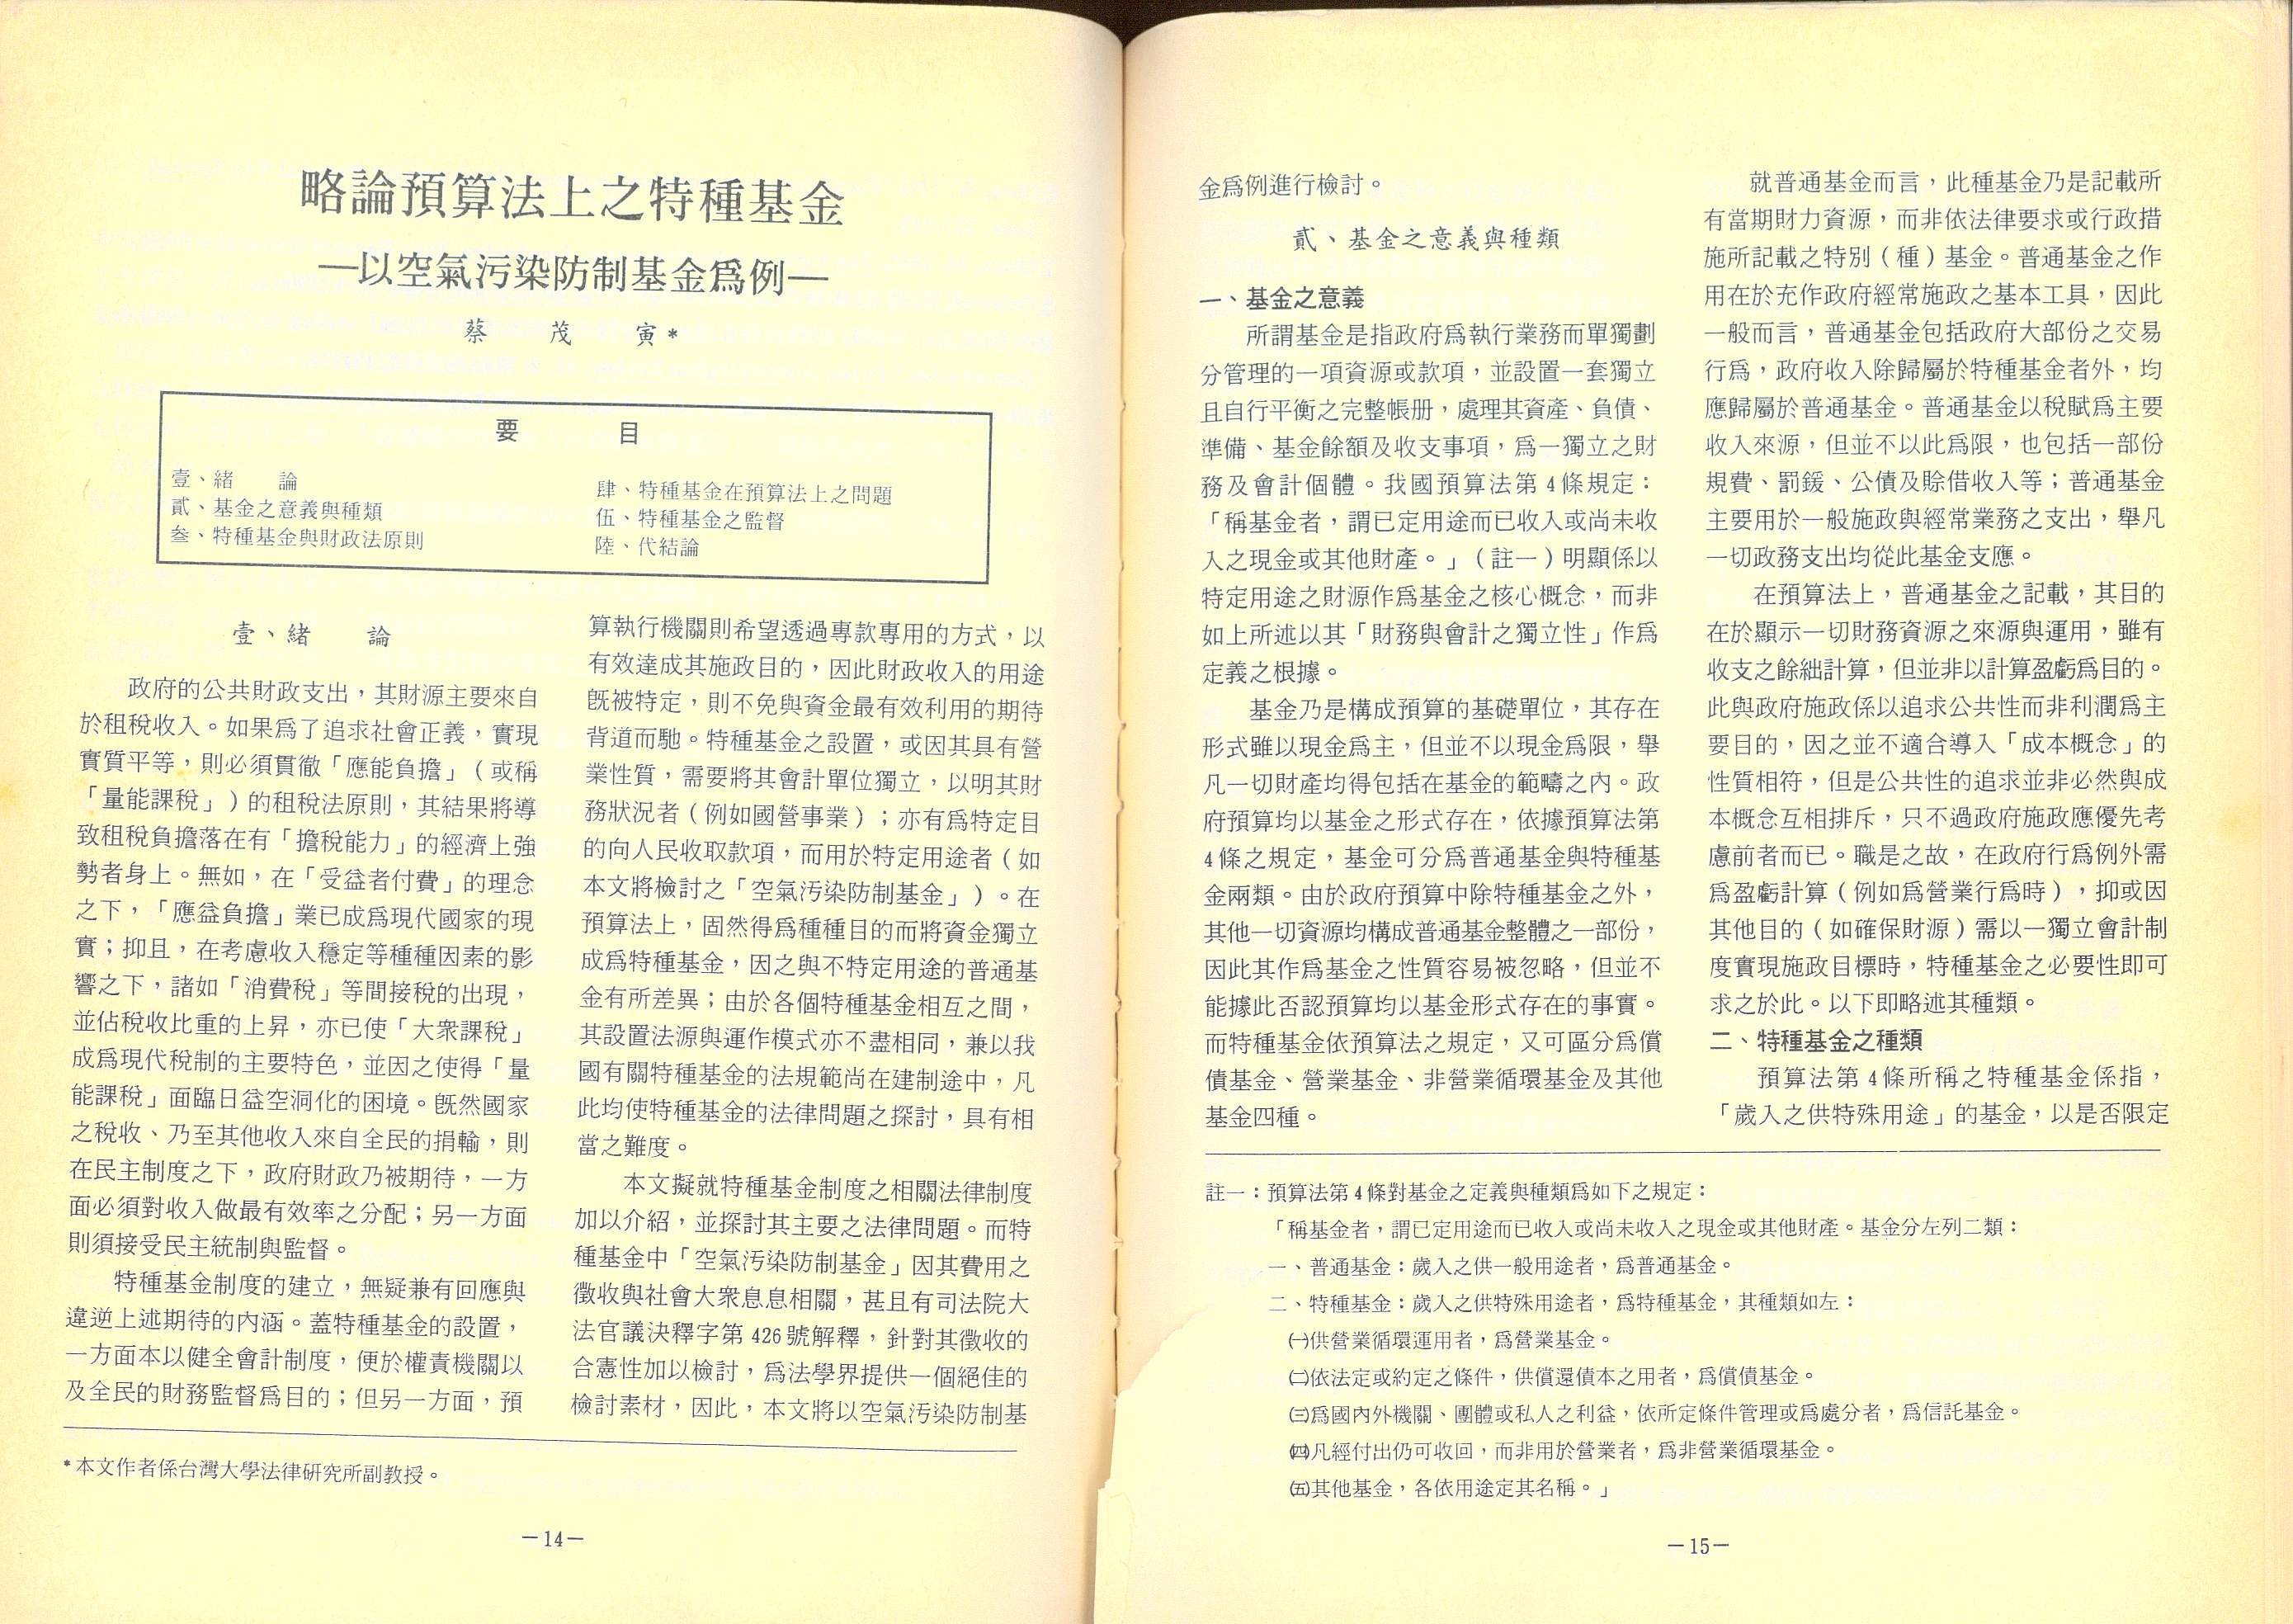 略論預算法上之特種基金
—以空氣污染防制基金爲例—
蔡　茂　寅*
要　目
壹、緒　論
貳、基金之意義與種類
叁、特種基金與財政法原則
肆、特種基金在預算法上之問題
伍、特種基金之監督
陸、代結論
壹、緒　論
政府的公共財政支出，其財源主要來自
於租稅收入。如果爲了追求社會正義，實現
實質平等，則必須貫徹「應能負擔」（或稱
「量能課稅」）的租稅法原則，其結果將導
致租稅負擔落在有「擔稅能力」的經濟上強
勢者身上。無如，在「受益者付費」的理念
之下，「應益負擔」業已成爲現代國家的現
實；抑且，在考慮收入穩定等種種因素的影
響之下，諸如「消費稅」等間接稅的出現，
並佔稅收比重的上昇，亦已使「大衆課稅」
成爲現代稅制的主要特色，並因之使得「量
能課稅」面臨日益空洞化的困境。既然國家
之稅收、乃至其他收入來自全民的捐輸，則
在民主制度之下，政府財政乃被期待，一方
面必須對收入做最有效率之分配；另一方面
則須接受民主統制與監督。
特種基金制度的建立，無疑兼有回應與
違逆上述期待的內涵。蓋特種基金的設置，
一方面本以健全會計制度，便於權責機關以
及全民的財務監督爲目的；但另一方面，預
算執行機關則希望透過專款專用的方式，以
有效達成其施政目的，因此財政收入的用途
既被特定，則不免與資金最有效利用的期待
背道而馳。特種基金之設置，或因其具有營
業性質，需要將其會計單位獨立，以明其財
務狀況者（例如國營事業）；亦有爲特定目
的向人民收取款項，而用於特定用途者（如
本文將檢討之「空氣污染防制基金」）。在
預算法上，固然得爲種種目的而將資金獨立
成爲特種基金，因之與不特定用途的普通基
金有所差異；由於各個特種基金相互之間，
其設置法源與運作模式亦不盡相同，兼以我
國有關特種基金的法規範尚在建制途中，凡
此均使特種基金的法律問題之探討，具有相
當之難度。
本文擬就特種基金制度之相關法律制度
加以介紹，並探討其主要之法律問題。而特
種基金中「空氣污染防制基金」因其費用之
徵收與社會大衆息息相關，甚且有司法院大
法官議決釋字第426號解釋，針對其徵收的
合憲性加以檢討，爲法學界提供一個絕佳的
檢討素材，因此，本文將以空氣污染防制基
*本文作者係台灣大學法律研究所副教授。
—14—
金爲例進行檢討。
貳、基金之意義與種類
一、基金之意義
所謂基金是指政府爲執行業務而單獨劃
分管理的一項資源或款項，並設置一套獨立
且自行平衡之完整帳册，處理其資產、負債、
準備、基金餘額及收支事項，爲一獨立之財
務及會計個體。我國預算法第4條規定：
「稱基金者，謂已定用途而已收入或尚未收
入之現金或其他財產。」（註一）明顯係以
特定用途之財源作爲基金之核心概念，而非
如上所述以其「財務與會計之獨立性」作爲
定義之根據。
基金乃是構成預算的基礎單位，其存在
形式雖以現金爲主，但並不以現金爲限，舉
凡一切財產均得包括在基金的範疇之內。政
府預算均以基金之形式存在，依據預算法第
4條之規定，基金可分爲普通基金與特種基
金兩類。由於政府預算中除特種基金之外，
其他一切資源均構成普通基金整體之一部份，
因此其作爲基金之性質容易被忽略，但並不
能據此否認預算均以基金形式存在的事實。
而特種基金依預算法之規定，又可區分爲償
債基金、營業基金、非營業循環基金及其他
基金四種。
就普通基金而言，此種基金乃是記載所
有當期財力資源，而非依法律要求或行政措
施所記載之特別（種）基金。普通基金之作
用在於充作政府經常施政之基本工具，因此
一般而言，普通基金包括政府大部份之交易
行爲，政府收入除歸屬於特種基金者外，均
應歸屬於普通基金。普通基金以稅賦爲主要
收入來源，但並不以此爲限，也包括一部份
規費、罰鍰、公債及賒借收入等；普通基金
主要用於一般施政與經常業務之支出，舉凡
一切政務支出均從此基金支應。
在預算法上，普通基金之記載，其目的
在於顯示一切財務資源之來源與運用，雖有
收支之餘絀計算，但並非以計算盈虧爲目的。
此與政府施政係以追求公共性而非利潤爲主
要目的，因之並不適合導入「成本概念」的
性質相符，但是公共性的追求並非必然與成
本概念互相排斥，只不過政府施政應優先考
慮前者而已。職是之故，在政府行爲例外需
爲盈虧計算（例如爲營業行爲時），抑或因
其他目的（如確保財源）需以一獨立會計制
度實現施政目標時，特種基金之必要性即可
求之於此。以下即略述其種類。
二、特種基金之種類
預算法第4條所稱之特種基金係指，
「歲入之供特殊用途」的基金，以是否限定
註一：預算法第4條對基金之定義與種類爲如下之規定：
「稱基金者，謂已定用途而已收入或尚未收入之現金或其他財產。基金分左列二類：
一、普通基金：歲入之供一般用途者，爲普通基金。
二、特種基金：歲入之供特殊用途者，爲特種基金，其種類如左：
㈠供營業循環運用者，爲營業基金。
㈡依法定或約定之條件，供償還債本之用者，爲償債基金。
㈢爲國內外機關、團體或私人之利益，依所定條件管理或爲處分者，爲信託基金。
㈣凡經付出仍可收回，而非用於營業者，爲非營業循環基金。
㈤其他基金，各依用途定其名稱。」
—15—